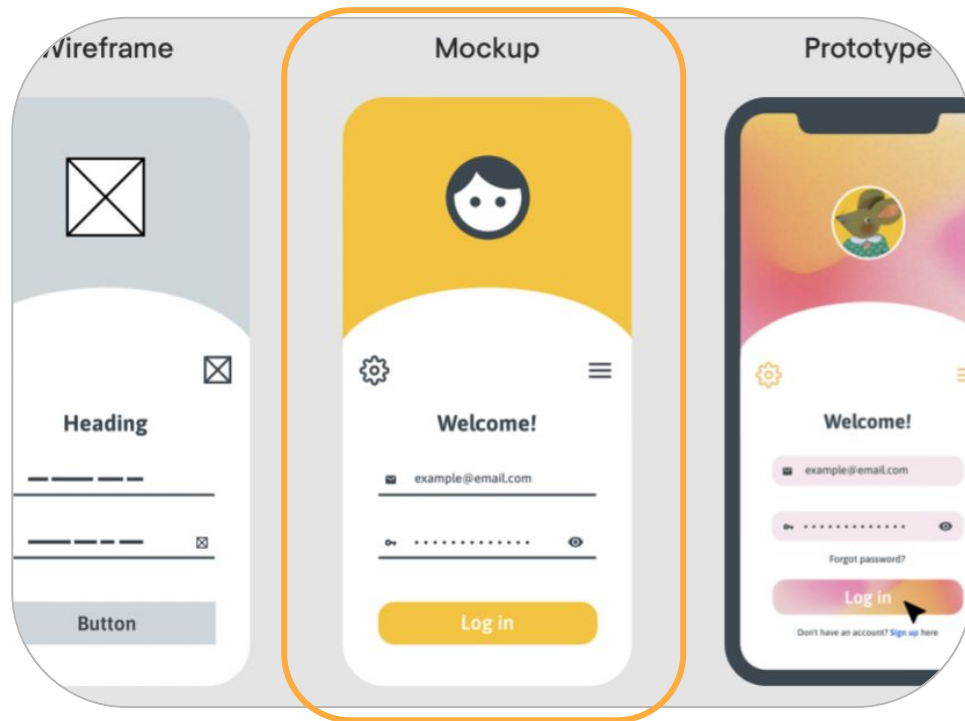 Wireframe
Heading
Button
Mockup
Welcome!
example@email.com
Log in
Prototype
Welcome!
example@email.com
Forgot password?
Log in
Don't have an account? Sign up here